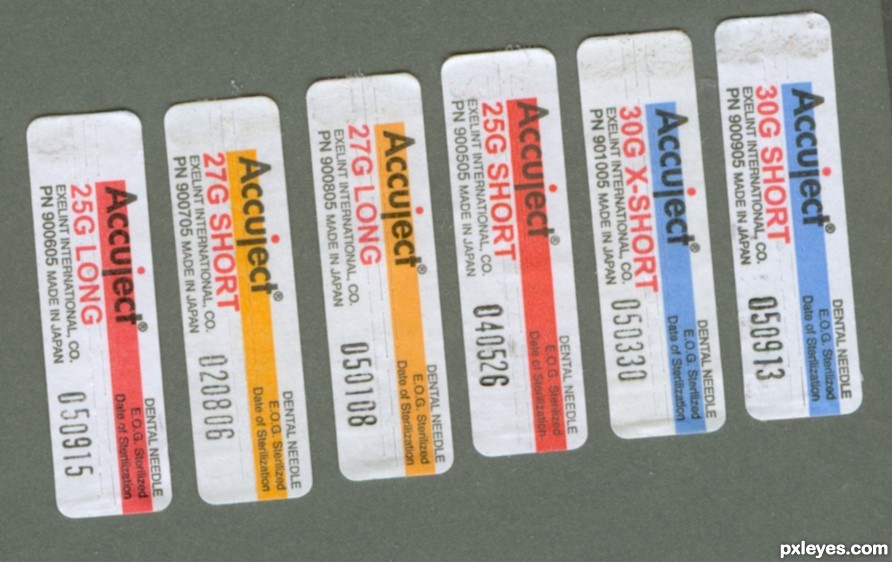 Accuject®
25G LONG
EXELINT INTERNATIONAL, CO.
PN 900605 MADE IN JAPAN
DENTAL NEEDLE
E.O.G. Sterilized
Date of Sterilization
050915
Accuject®
27G SHORT
EXELINT INTERNATIONAL, CO.
PN 900705 MADE IN JAPAN
DENTAL NEEDLE
E.O.G. Sterilized
Date of Sterilization
020806
Accuject®
27G LONG
EXELINT INTERNATIONAL, CO.
PN 900805 MADE IN JAPAN
DENTAL NEEDLE
E.O.G. Sterilized
Date of Sterilization
050108
Accuject®
25G SHORT
EXELINT INTERNATIONAL, CO.
PN 900505 MADE IN JAPAN
DENTAL NEEDLE
E.O.G. Sterilized
Date of Sterilization
040526
Accuject®
30G X-SHORT
EXELINT INTERNATIONAL, CO.
PN 901005 MADE IN JAPAN
DENTAL NEEDLE
E.O.G. Sterilized
Date of Sterilization
050330
Accuject®
30G SHORT
EXELINT INTERNATIONAL, CO.
PN 900905 MADE IN JAPAN
DENTAL NEEDLE
E.O.G. Sterilized
Date of Sterilization
050913
pxleyes.com